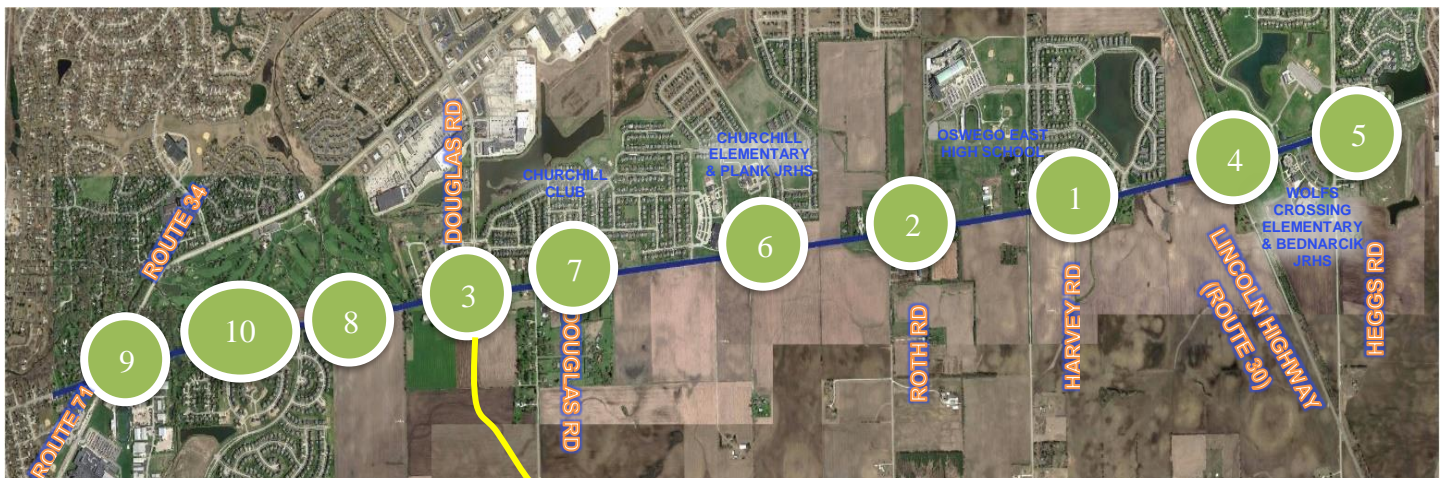 ROUTE 34
DOUGLAS RD
CHURCHILL
CLUB
CHURCHILL
ELEMENTARY
& PLANK JRHS
OSWEGO EAST
HIGH SCHOOL
WOLFS
CROSSING
ELEMENTARY
& BEDNARCIK
JRHS
9
10
8
3
7
6
2
1
4
5
ROUTE 71
DOUGLAS RD
ROTH RD
HARVEY RD
LINCOLN HIGHWAY
(ROUTE 30)
HEGGS RD